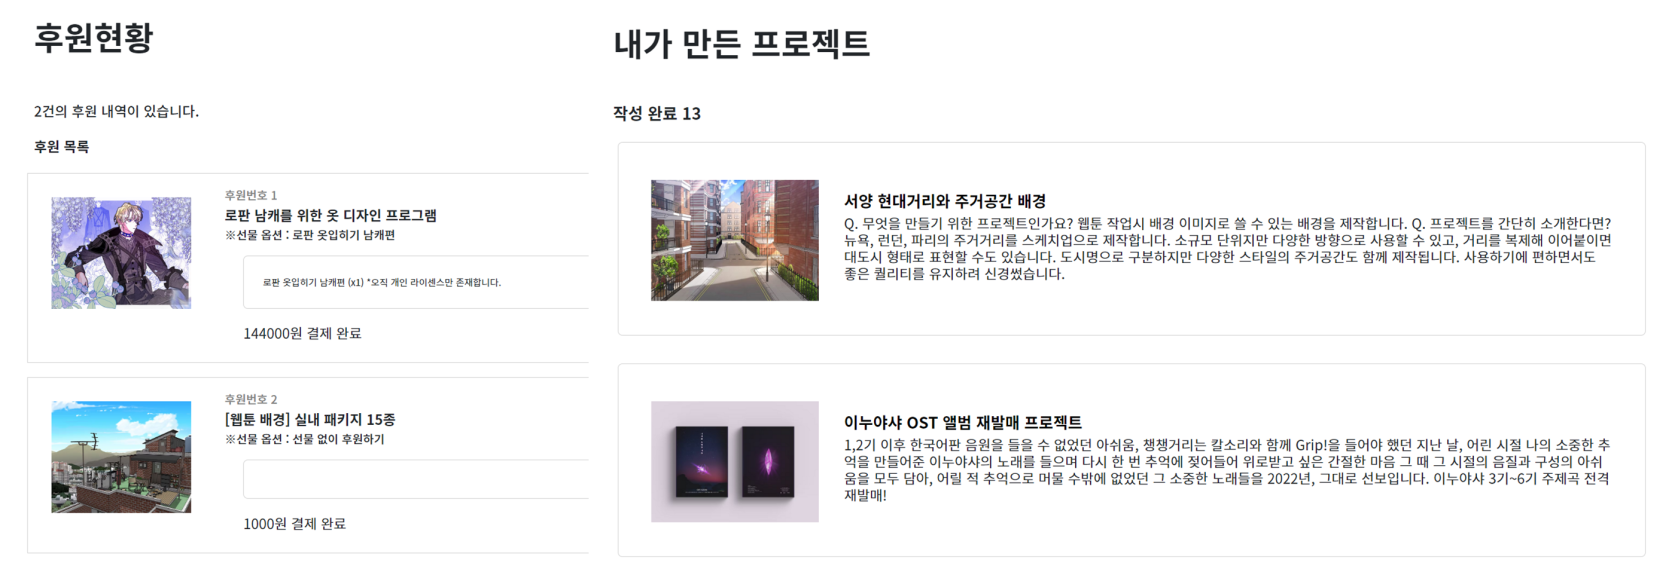 후원현황
2건의 후원 내역이 있습니다.
후원 목록
후원번호 1
로판 남캐를 위한 옷 디자인 프로그램
※선물 옵션 : 로판 옷입히기 남캐편
로판 옷입히기 남캐편 (x1) *오직 개인 라이센스만 존재합니다.
144000원 결제 완료
후원번호 2
[웹툰 배경] 실내 패키지 15종
※선물 옵션 : 선물 없이 후원하기
1000원 결제 완료
내가 만든 프로젝트
작성 완료 13
서양 현대거리와 주거공간 배경
Q. 무엇을 만들기 위한 프로젝트인가요? 웹툰 작업시 배경 이미지로 쓸 수 있는 배경을 제작합니다. Q. 프로젝트를 간단히 소개한다면?
뉴욕, 런던, 파리의 주거거리를 스케치업으로 제작합니다. 소규모 단위지만 다양한 방향으로 사용할 수 있고, 거리를 복제해 이어붙이면
대도시 형태로 표현할 수도 있습니다. 도시명으로 구분하지만 다양한 스타일의 주거공간도 함께 제작됩니다. 사용하기에 편하면서도
좋은 퀄리티를 유지하려 신경썼습니다.
이누야샤 OST 앨범 재발매 프로젝트
1,2기 이후 한국어판 음원을 들을 수 없었던 아쉬움, 챙챙거리는 칼소리와 함께 Grip!을 들어야 했던 지난 날, 어린 시절 나의 소중한 추
억을 만들어준 이누야샤의 노래를 들으며 다시 한 번 추억에 젖어들어 위로받고 싶은 간절한 마음 그 때 그 시절의 음질과 구성의 아쉬
움을 모두 담아, 어릴 적 추억으로 머물 수밖에 없었던 그 소중한 노래들을 2022년, 그대로 선보입니다. 이누야샤 3기~6기 주제곡 전격
재발매!